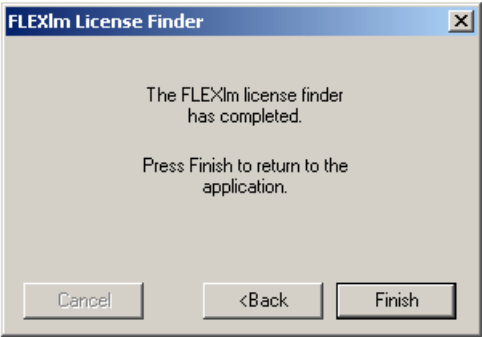 FLEXlm License Finder
The FLEXlm license finder
has completed.
Press Finish to return to the
application.
Cancel
<Back
Finish